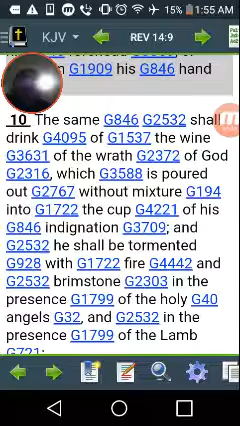 15% 1:55 AM
KJV REV 14:9
G1909 his G846 hand
10 The same G846 G2532 shall
drink G4095 of G1537 the wine
G3631 of the wrath G2372 of God
G2316, which G3588 is poured
out G2767 without mixture G194
into G1722 the cup G4221 of his
G846 indignation G3709; and
G2532 he shall be tormented
G928 with G1722 fire G4442 and
G2532 brimstone G2303 in the
presence G1799 of the holy G40
angels G32, and G2532 in the
presence G1799 of the Lamb
G721: